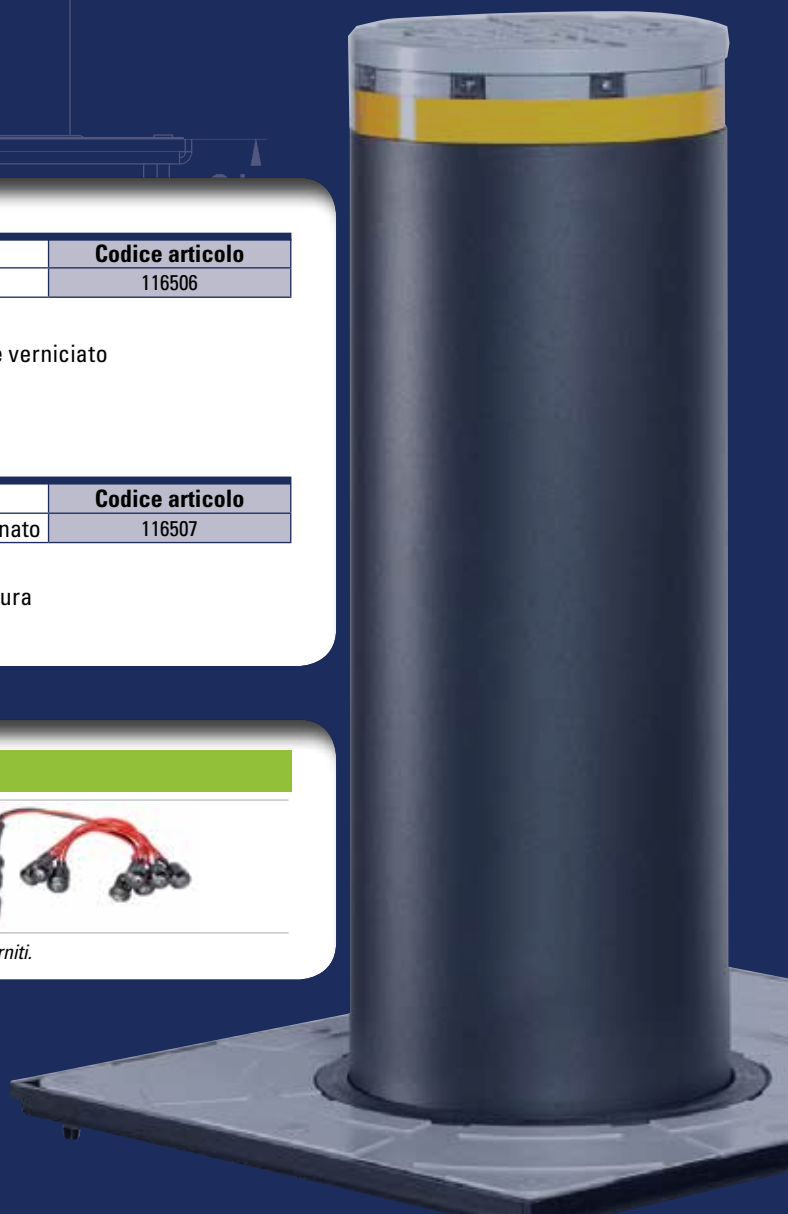 Codice articolo
116506
verniciato
Codice articolo
116507
nato
ura
rniti.